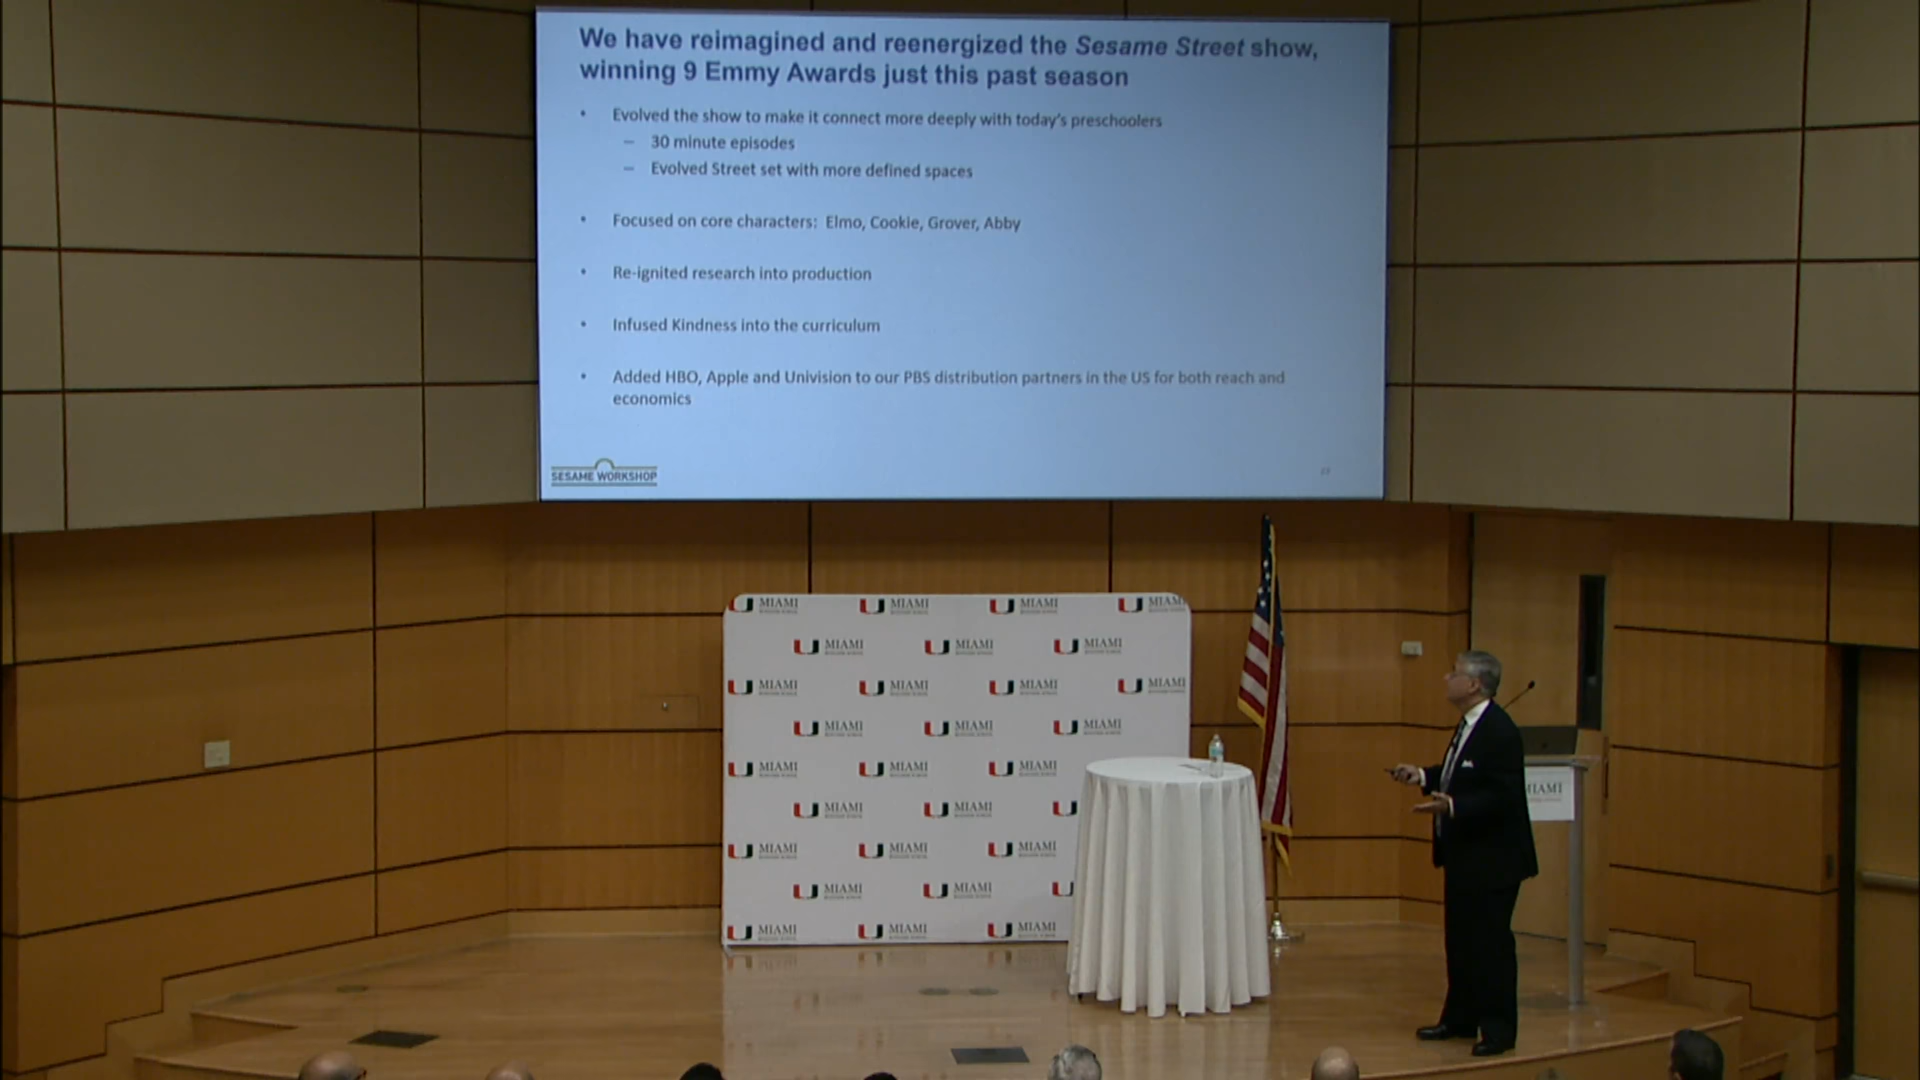 We have reimagined and reenergized the Sesame Street show,
winning 9 Emmy Awards just this past season
• Evolved the show to make it connect more deeply with today's preschoolers
– 30 minute episodes
– Evolved Street set with more defined spaces
• Focused on core characters: Elmo, Cookie, Grover, Abby
• Re-ignited research into production
• Infused Kindness into the curriculum
• Added HBO, Apple and Univision to our PBS distribution partners in the US for both reach and
economics
SESAME WORKSHOP
U MIAMI U MIAMI U MIAMI U MIAMI
U MIAMI U MIAMI U MIAMI
U MIAMI U MIAMI U MIAMI U MIAMI
U MIAMI U MIAMI U MIAMI
U MIAMI U MIAMI U MIAMI
U MIAMI U MIAMI U
U MIAMI U MIAMI U MIAMI
U MIAMI U MIAMI U
U MIAMI U MIAMI U MIAMI
MIAMI